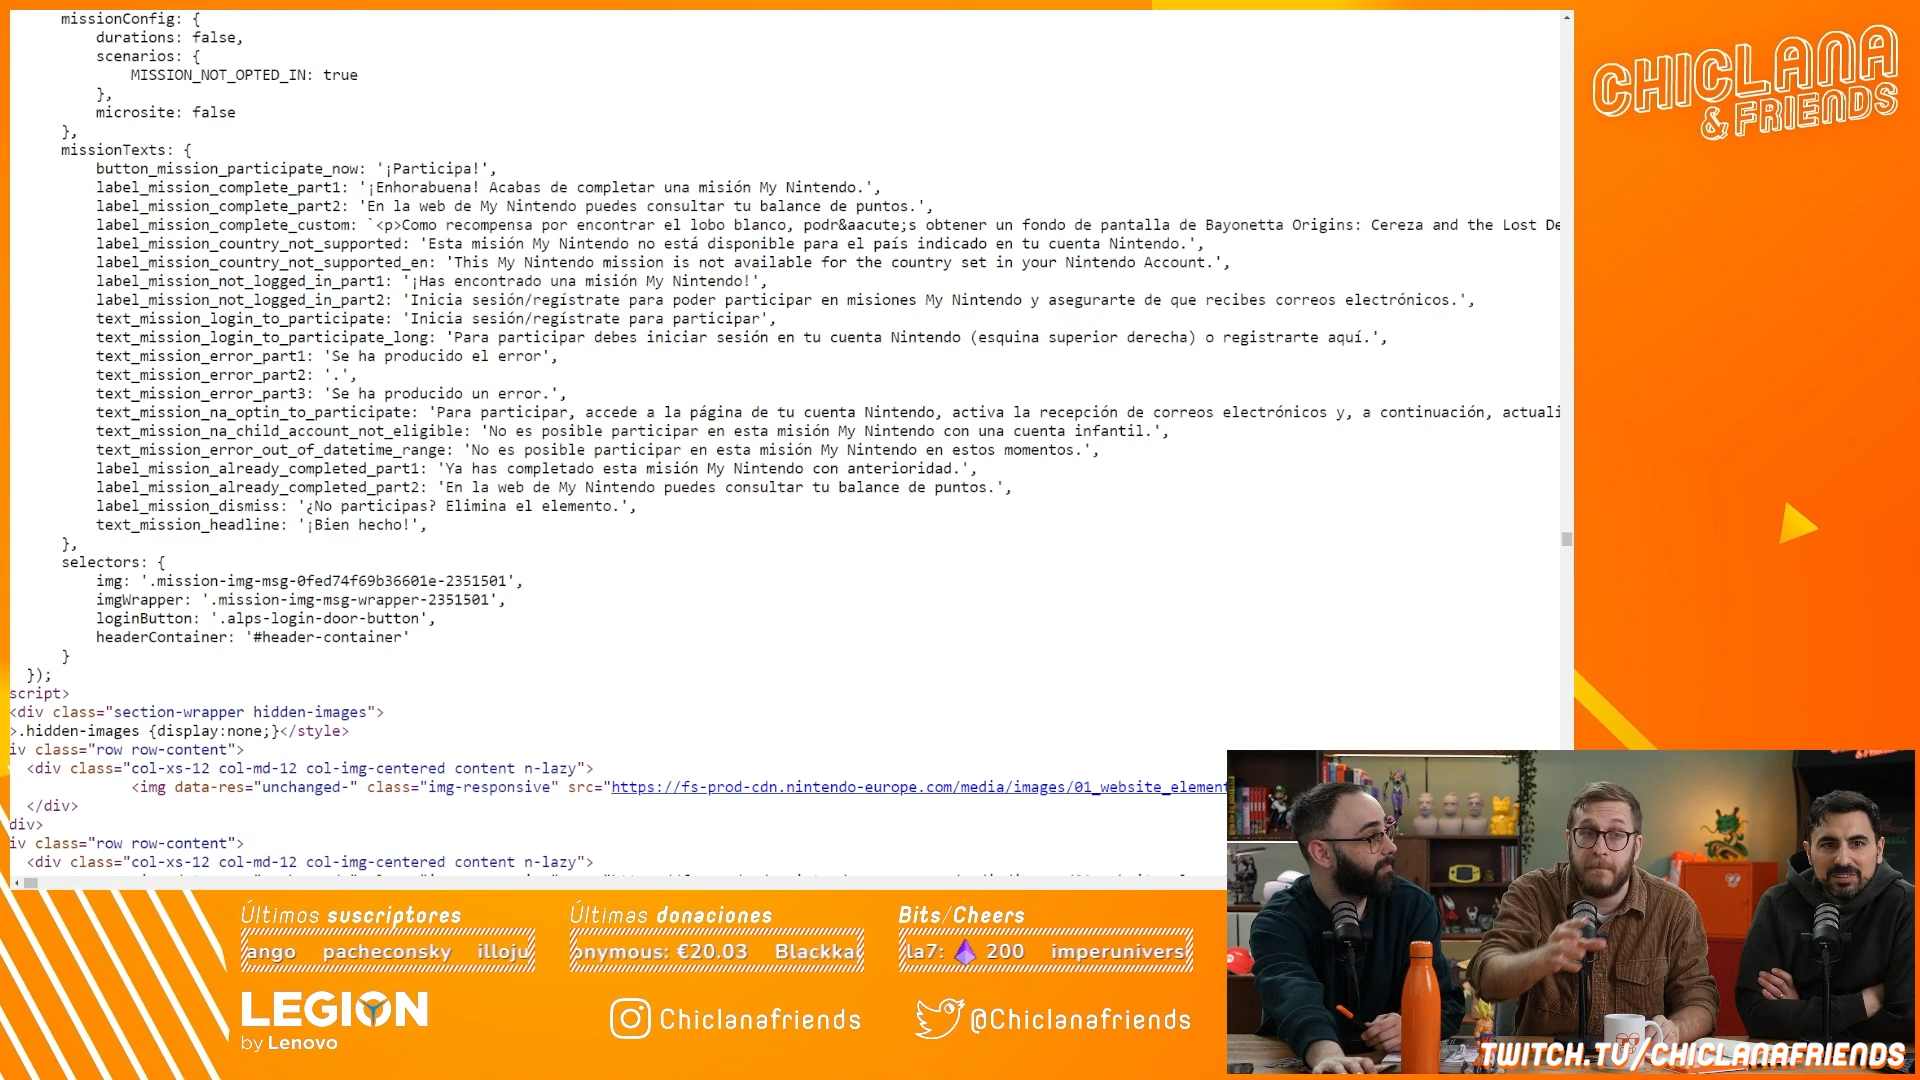 missionConfig: {
durations: false,
scenarios: {
MISSION_NOT_OPTED_IN: true
},
microsite: false
},
missionTexts: {
button_mission_participate_now: '¡Participa!',
label_mission_complete_part1: '¡Enhorabuena! Acabas de completar una misión My Nintendo.',
label_mission_complete_part2: 'En la web de My Nintendo puedes consultar tu balance de puntos.',
label_mission_complete_custom: `<p>Como recompensa por encontrar el lobo blanco, podr&aacute;s obtener un fondo de pantalla de Bayonetta Origins: Cereza and the Lost De
label_mission_country_not_supported: 'Esta misión My Nintendo no está disponible para el país indicado en tu cuenta Nintendo.',
label_mission_country_not_supported_en: 'This My Nintendo mission is not available for the country set in your Nintendo Account.',
label_mission_not_logged_in_part1: '¡Has encontrado una misión My Nintendo!',
label_mission_not_logged_in_part2: 'Inicia sesión/regístrate para poder participar en misiones My Nintendo y asegurarte de que recibes correos electrónicos.',
text_mission_login_to_participate: 'Inicia sesión/regístrate para participar',
text_mission_login_to_participate_long: 'Para participar debes iniciar sesión en tu cuenta Nintendo (esquina superior derecha) o registrarte aquí.',
text_mission_error_part1: 'Se ha producido el error',
text_mission_error_part2: '.',
text_mission_error_part3: 'Se ha producido un error.',
text_mission_na_optin_to_participate: 'Para participar, accede a la página de tu cuenta Nintendo, activa la recepción de correos electrónicos y, a continuación, actuali
text_mission_na_child_account_not_eligible: 'No es posible participar en esta misión My Nintendo con una cuenta infantil.',
text_mission_error_out_of_datetime_range: 'No es posible participar en esta misión My Nintendo en estos momentos.',
label_mission_already_completed_part1: 'Ya has completado esta misión My Nintendo con anterioridad.',
label_mission_already_completed_part2: 'En la web de My Nintendo puedes consultar tu balance de puntos.',
label_mission_dismiss: '¿No participas? Elimina el elemento.',
text_mission_headline: '¡Bien hecho!',
},
selectors: {
img: '.mission-img-msg-0fed74f69b36601e-2351501',
imgWrapper: '.mission-img-msg-wrapper-2351501',
loginButton: '.alps-login-door-button',
headerContainer: '#header-container'
}
});
script>
<div class="section-wrapper hidden-images">
>.hidden-images {display:none;}</style>
iv class="row row-content">
<div class="col-xs-12 col-md-12 col-img-centered content n-lazy">
<img data-res="unchanged-" class="img-responsive" src="https://fs-prod-cdn.nintendo-europe.com/media/images/01_website_element
</div>
div>
iv class="row row-content">
<div class="col-xs-12 col-md-12 col-img-centered content n-lazy">
CHICLANA
& FRIENDS
Últimos suscriptores
ango pacheconsky illoju
Últimas donaciones
onymous: €20.03 Blackka
Bits/Cheers
la7: 200 imperunivers
LEGION
by Lenovo
Chiclanafriends
@Chiclanafriends
TWITCH.TV/CHICLANAFRIENDS